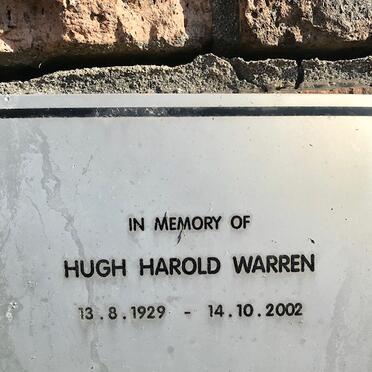 IN MEMORY OF
HUGH HAROLD WARREN
13.8.1929 - 14.10.2002